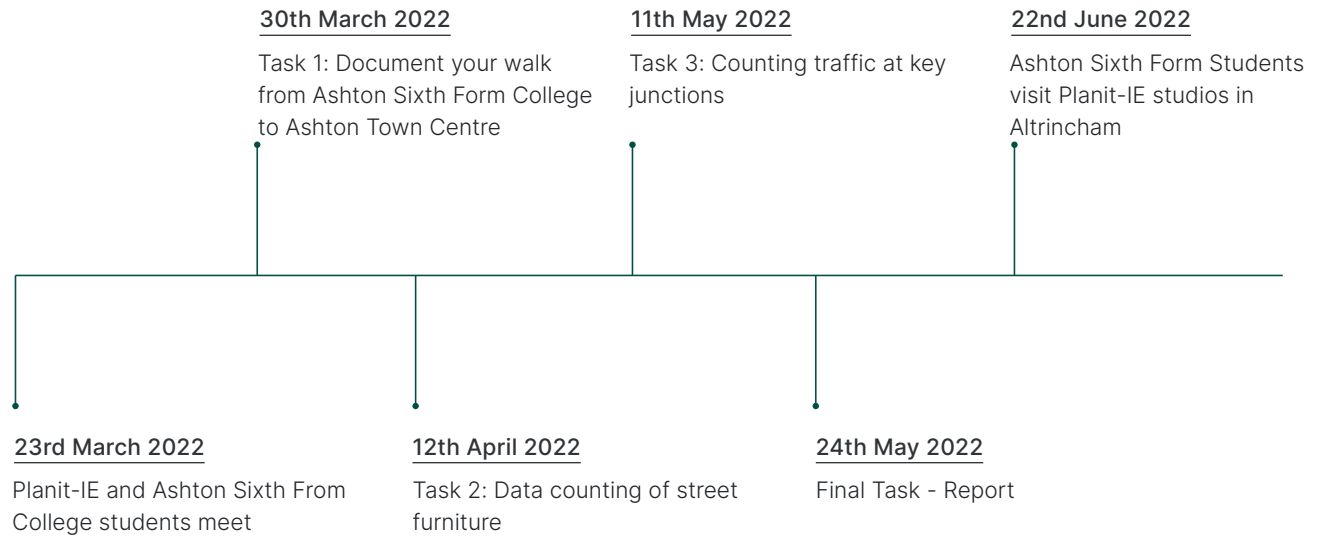 30th March 2022
Task 1: Document your walk
from Ashton Sixth Form College
to Ashton Town Centre
11th May 2022
Task 3: Counting traffic at key
junctions
22nd June 2022
Ashton Sixth Form Students
visit Planit-IE studios in
Altrincham
23rd March 2022
Planit-IE and Ashton Sixth From
College students meet
12th April 2022
Task 2: Data counting of street
furniture
24th May 2022
Final Task - Report